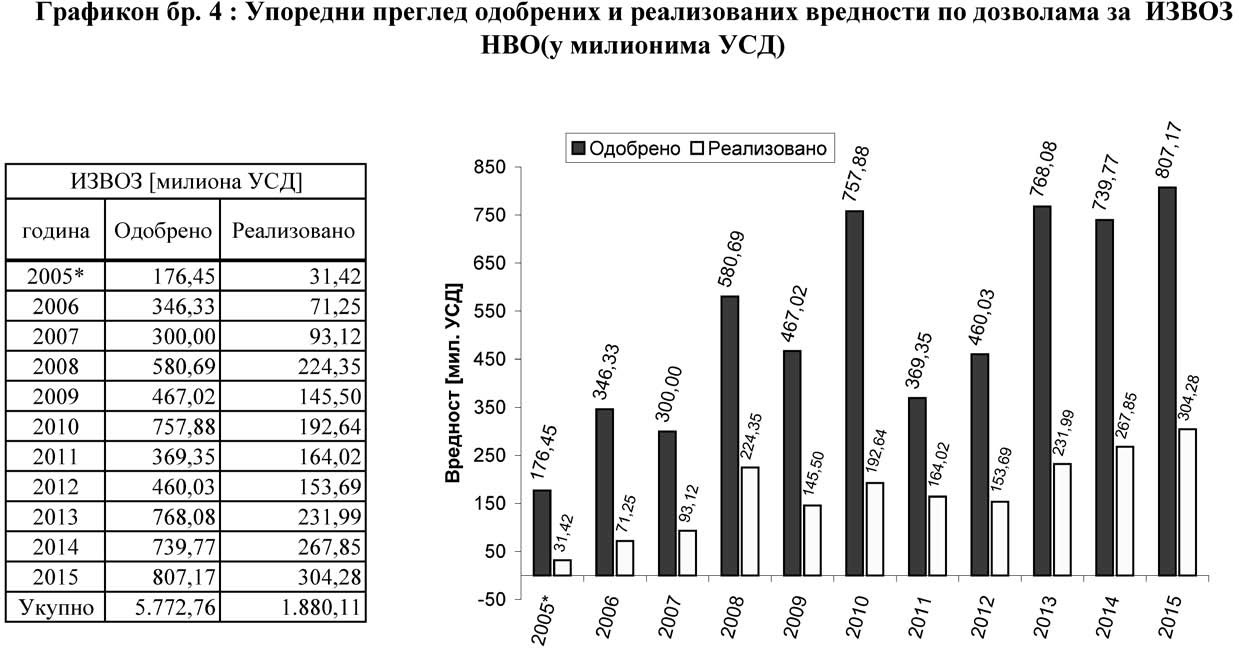 Графикон бр. 4 : Упоредни преглед одобрених и реализованих вредности по дозволама за ИЗВОЗ
НВО(у милионима УСД)
ИЗВОЗ [милиона УСД]
година Одобрено Реализовано
2005* 176,45 31,42
2006 346,33 71,25
2007 300,00 93,12
2008 580,69 224,35
2009 467,02 145,50
2010 757,88 192,64
2011 369,35 164,02
2012 460,03 153,69
2013 768,08 231,99
2014 739,77 267,85
2015 807,17 304,28
Укупно 5.772,76 1.880,11
Одобрено Реализовано
Вредност [мил. УСД]
850
750
650
550
450
350
250
150
50
-50
176,45
31,42
346,33
71,25
300,00
93,12
580,69
224,35
467,02
145,50
757,88
192,64
369,35
164,02
460,03
153,69
768,08
231,99
739,77
267,85
807,17
304,28
2005*
2006
2007
2008
2009
2010
2011
2012
2013
2014
2015